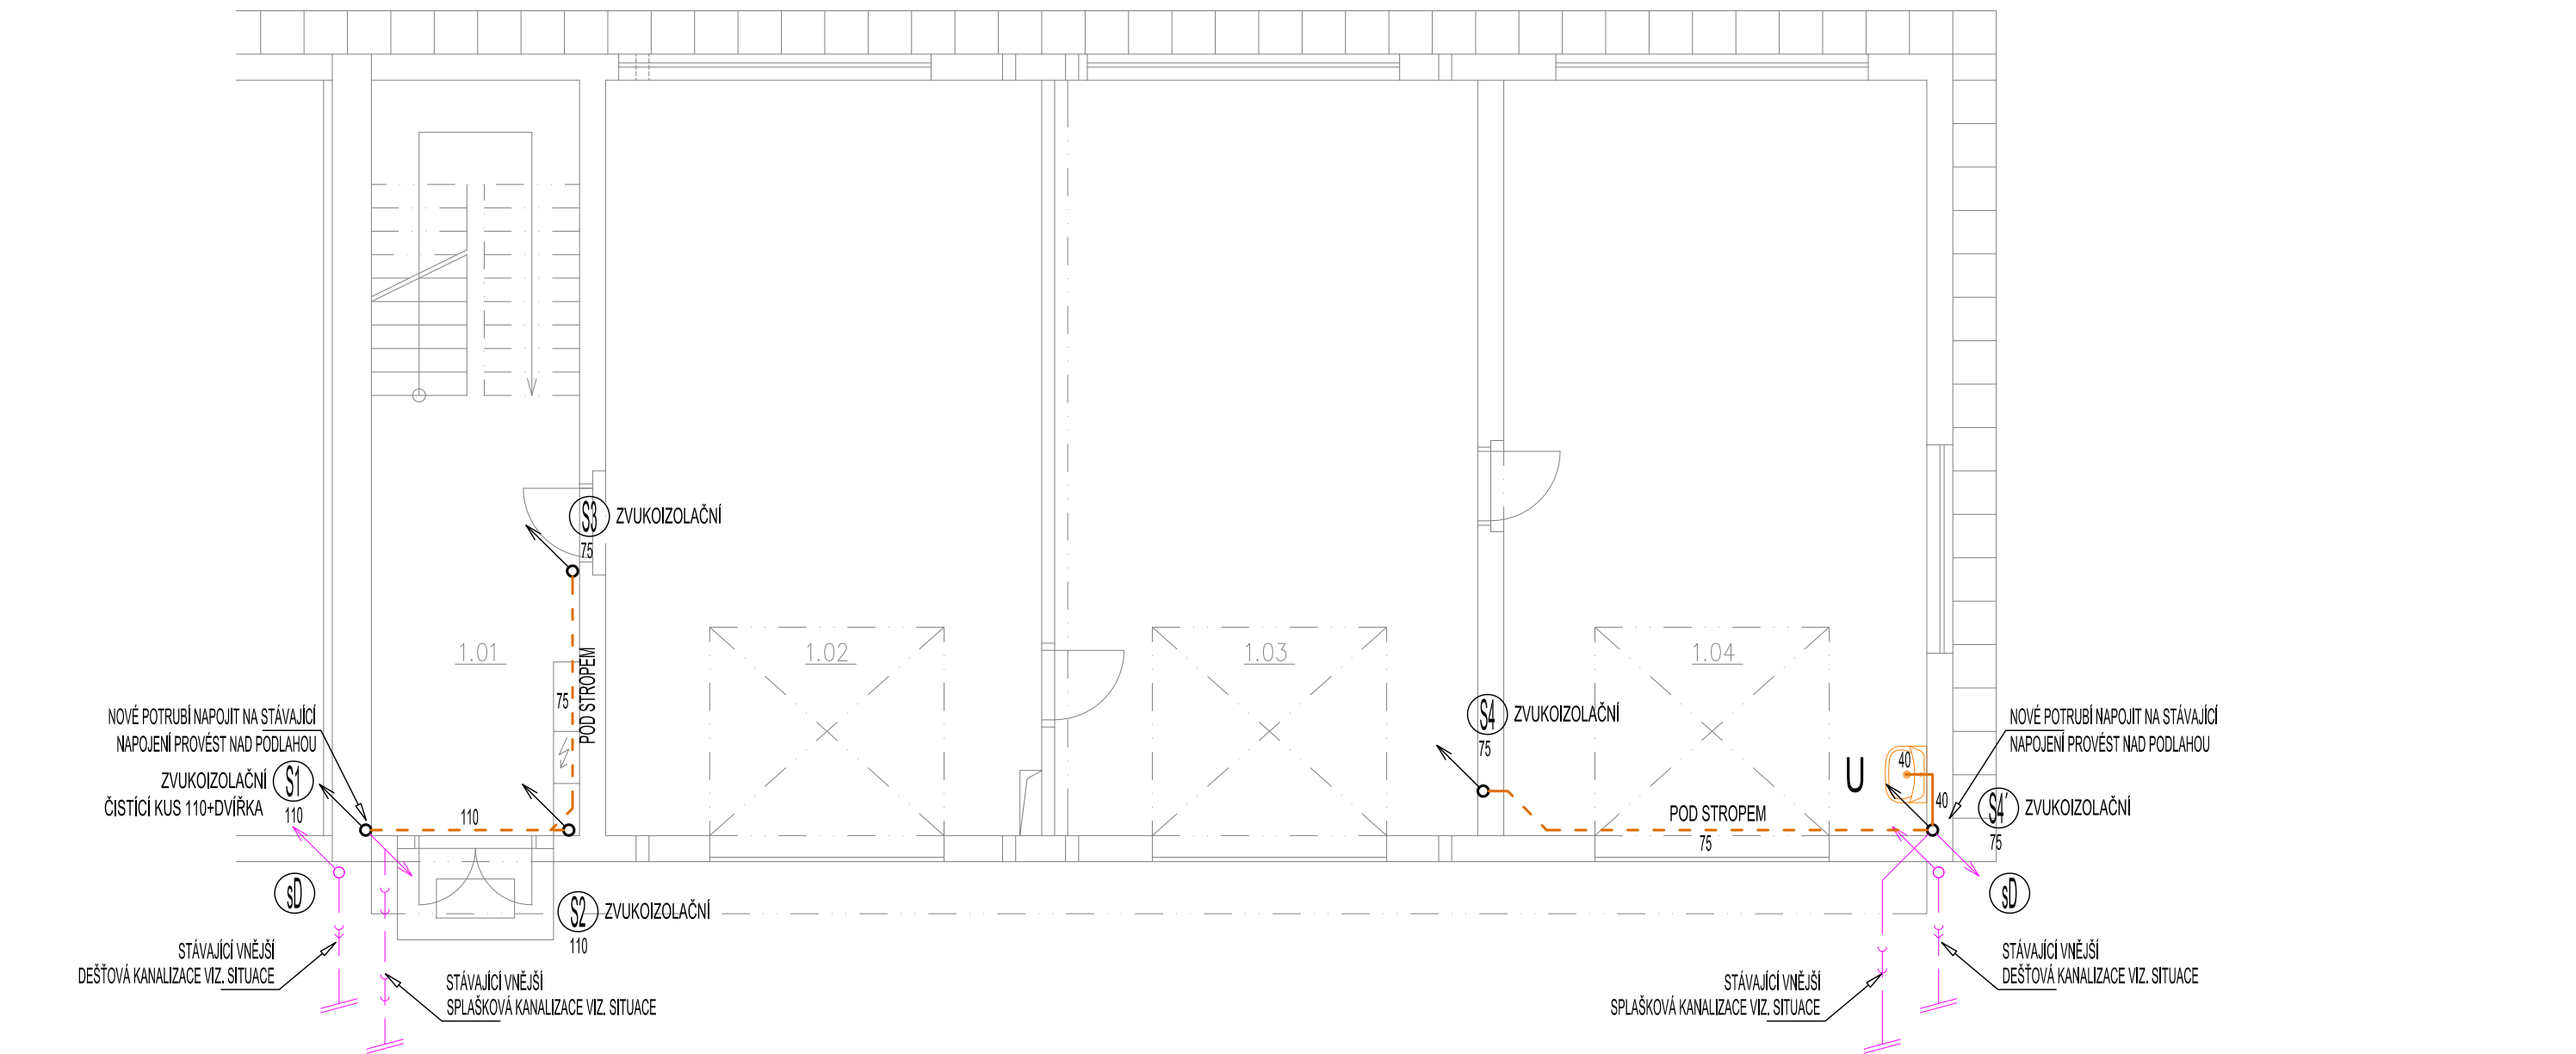 S3 ZVUKOIZOLAČNÍ
75
1.01
1.02
1.03
1.04
75
POD STROPEM
NOVÉ POTRUBÍ NAPOJIT NA STÁVAJÍCÍ
NAPOJENÍ PROVÉST NAD PODLAHOU
ZVUKOIZOLAČNÍ S1
ČISTÍCÍ KUS 110+DVÍŘKA 110
110
S4 ZVUKOIZOLAČNÍ
75
POD STROPEM
75
U
40
40
NOVÉ POTRUBÍ NAPOJIT NA STÁVAJÍCÍ
NAPOJENÍ PROVÉST NAD PODLAHOU
S4' ZVUKOIZOLAČNÍ
75
sD
S2 ZVUKOIZOLAČNÍ
110
sD
STÁVAJÍCÍ VNĚJŠÍ
DEŠŤOVÁ KANALIZACE VIZ. SITUACE
STÁVAJÍCÍ VNĚJŠÍ
SPLAŠKOVÁ KANALIZACE VIZ. SITUACE
STÁVAJÍCÍ VNĚJŠÍ
SPLAŠKOVÁ KANALIZACE VIZ. SITUACE
STÁVAJÍCÍ VNĚJŠÍ
DEŠŤOVÁ KANALIZACE VIZ. SITUACE